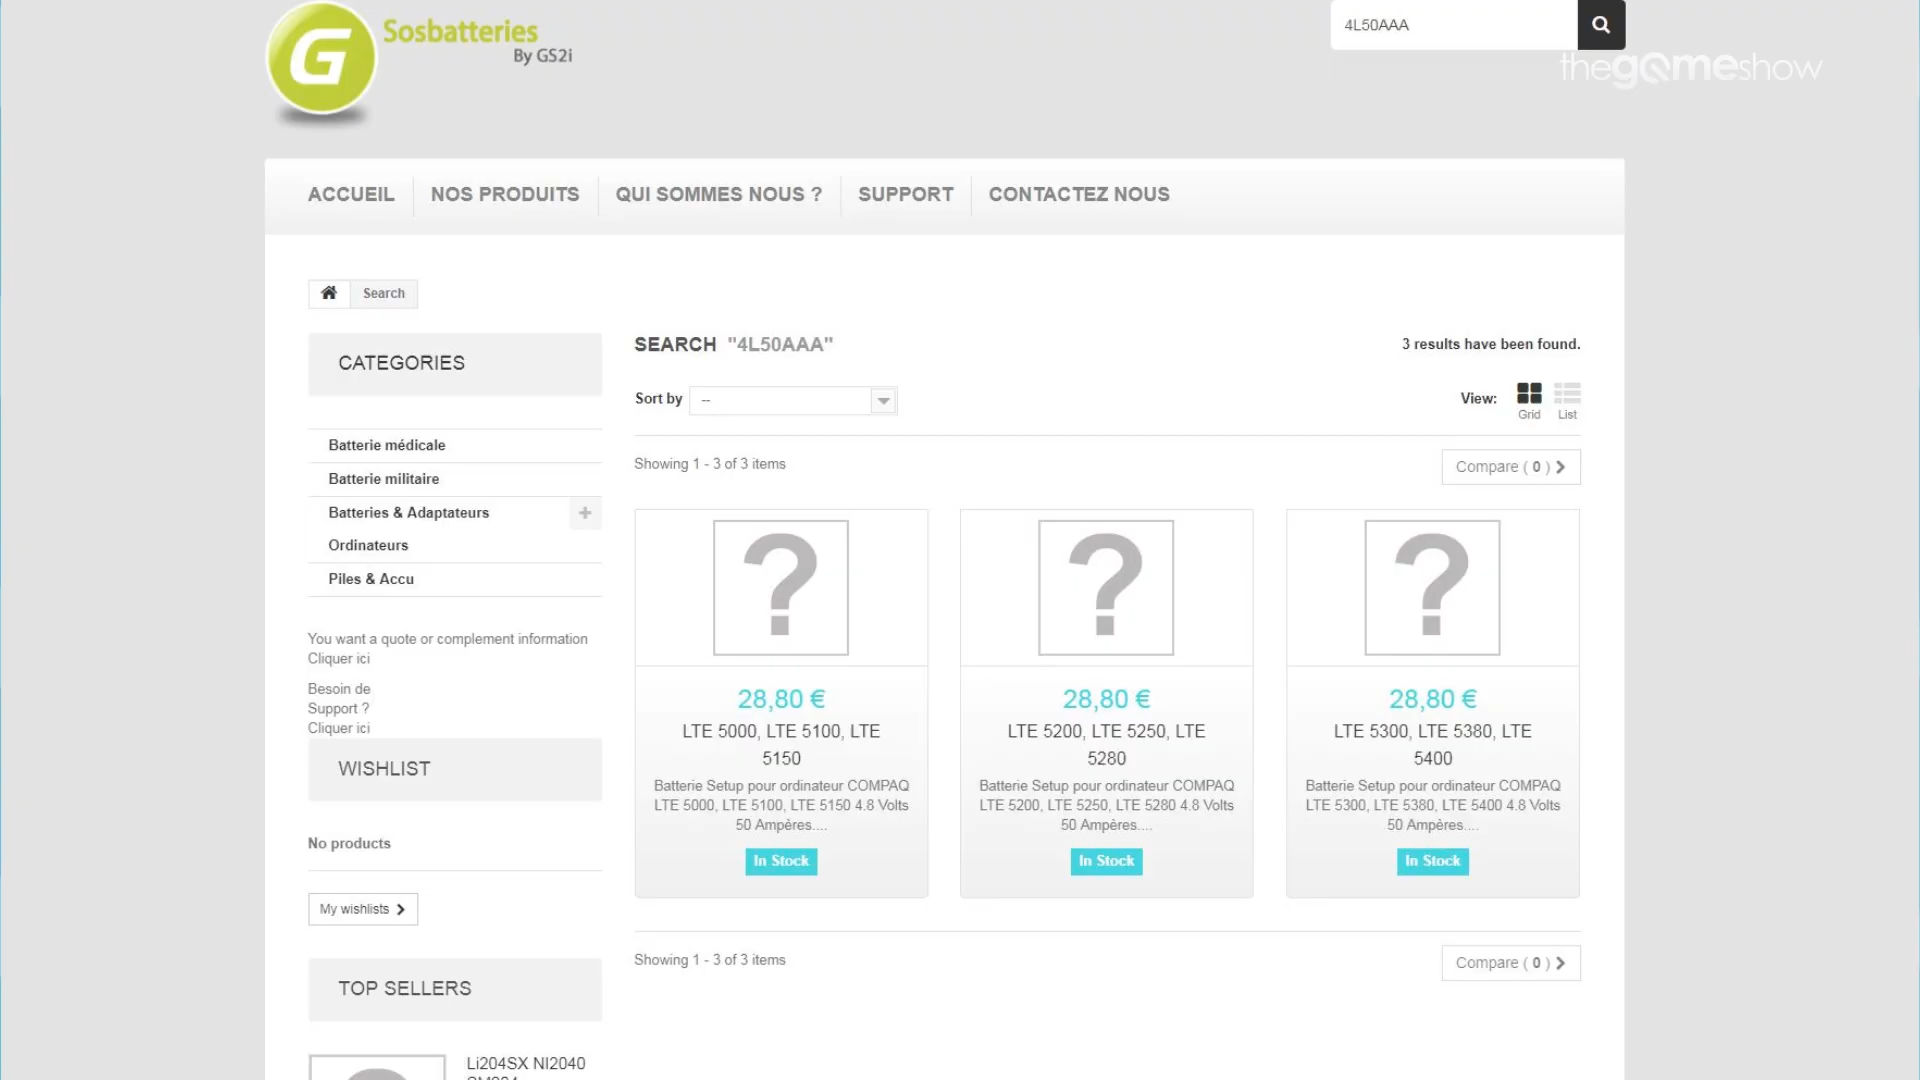 G
Sosbatteries
By GS2i
4L50AAA
thegameshow
ACCUEIL
NOS PRODUITS
QUI SOMMES NOUS ?
SUPPORT
CONTACTEZ NOUS
Search
CATEGORIES
Batterie médicale
Batterie militaire
Batteries & Adaptateurs
Ordinateurs
Piles & Accu
You want a quote or complement information
Cliquer ici
Besoin de
Support ?
Cliquer ici
WISHLIST
No products
My wishlists
TOP SELLERS
Li204SX NI2040
SEARCH "4L50AAA"
3 results have been found.
Sort by
--
View:
Grid
List
Showing 1 - 3 of 3 items
Compare ( 0 )
?
28,80 €
LTE 5000, LTE 5100, LTE
5150
Batterie Setup pour ordinateur COMPAQ
LTE 5000, LTE 5100, LTE 5150 4.8 Volts
50 Ampères....
In Stock
?
28,80 €
LTE 5200, LTE 5250, LTE
5280
Batterie Setup pour ordinateur COMPAQ
LTE 5200, LTE 5250, LTE 5280 4.8 Volts
50 Ampères....
In Stock
?
28,80 €
LTE 5300, LTE 5380, LTE
5400
Batterie Setup pour ordinateur COMPAQ
LTE 5300, LTE 5380, LTE 5400 4.8 Volts
50 Ampères....
In Stock
Showing 1 - 3 of 3 items
Compare ( 0 )